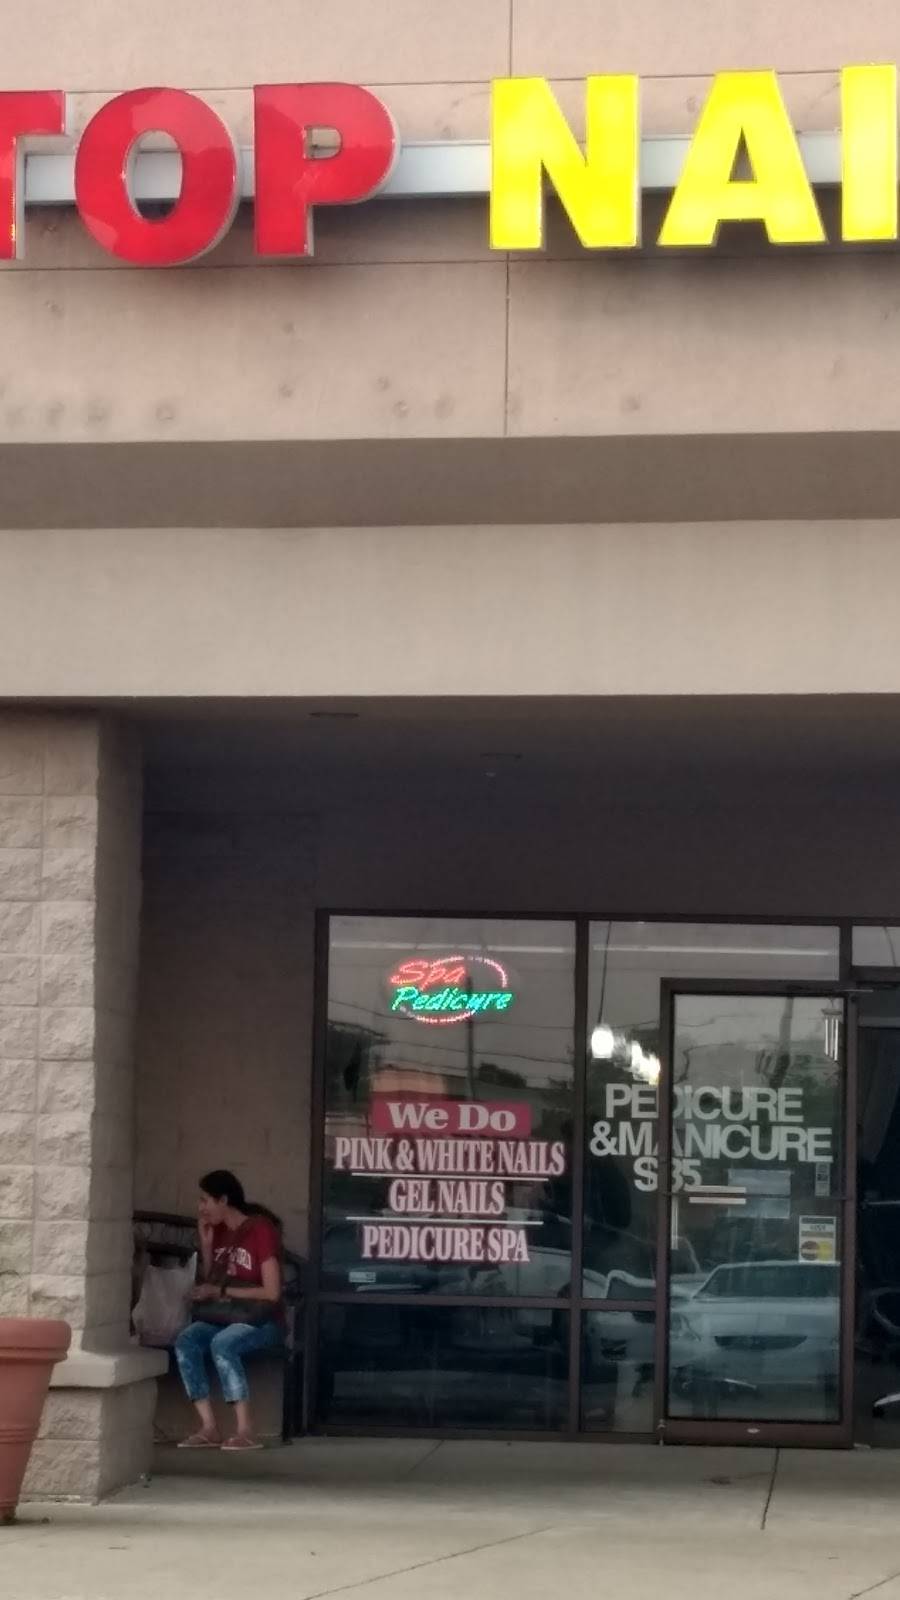 TOP NAI
Spa
Pedicure
We Do
PINK & WHITE NAILS
GEL NAILS
PEDICURE SPA
PEDICURE
&MANICURE
$35